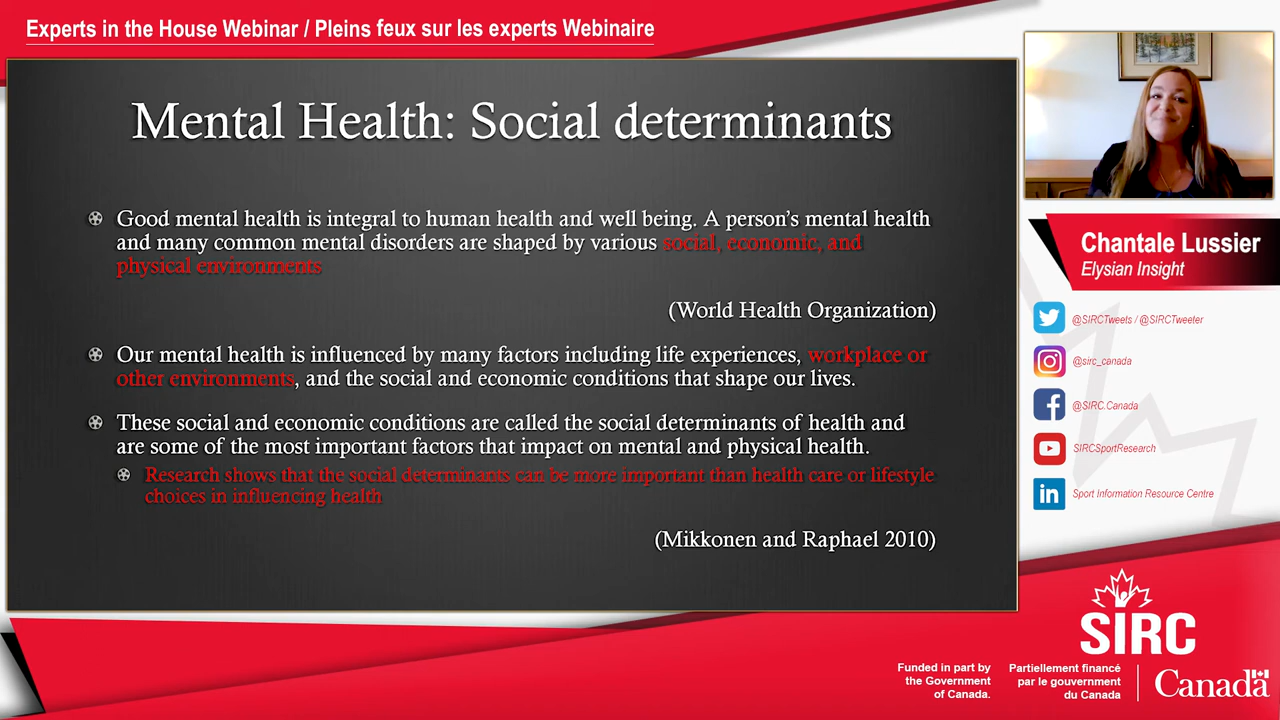 Experts in the House Webinar / Pleins feux sur les experts Webinaire
Mental Health: Social determinants
Good mental health is integral to human health and well being. A person's mental health
and many common mental disorders are shaped by various social, economic, and
physical environments
(World Health Organization)
Our mental health is influenced by many factors including life experiences, workplace or
other environments, and the social and economic conditions that shape our lives.
These social and economic conditions are called the social determinants of health and
are some of the most important factors that impact on mental and physical health.
Research shows that the social determinants can be more important than health care or lifestyle
choices in influencing health
(Mikkonen and Raphael 2010)
Chantale Lussier
Elysian Insight
@SIRCTweets / @SIRCTweeter
@sirc_canada
@SIRC.Canada
SIRCSportResearch
Sport Information Resource Centre
SIRC
Funded in part by
the Government
of Canada.
Partiellement financé
par le gouvernment
du Canada
Canada